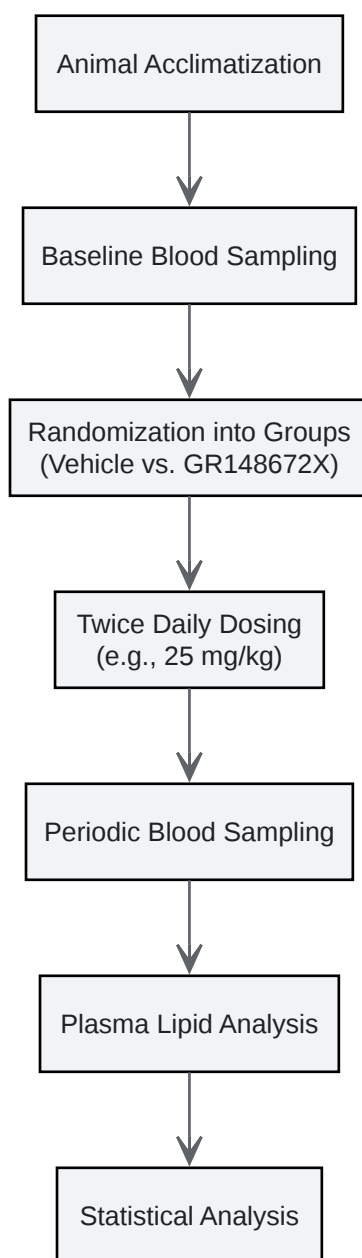 Animal Acclimatization
Baseline Blood Sampling
Randomization into Groups
(Vehicle vs. GR148672X)
Twice Daily Dosing
(e.g., 25 mg/kg)
Periodic Blood Sampling
Plasma Lipid Analysis
Statistical Analysis